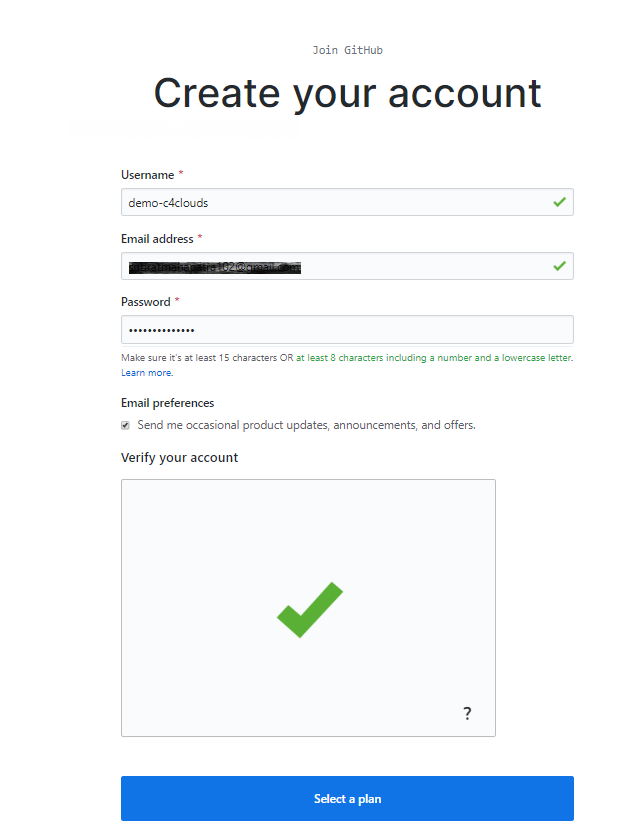 Join GitHub
Create your account
Username *
demo-c4clouds
Email address *
Password *
••••••••••••••
Make sure it's at least 15 characters OR at least 8 characters including a number and a lowercase letter.
Learn more.
Email preferences
Send me occasional product updates, announcements, and offers.
Verify your account
?
Select a plan